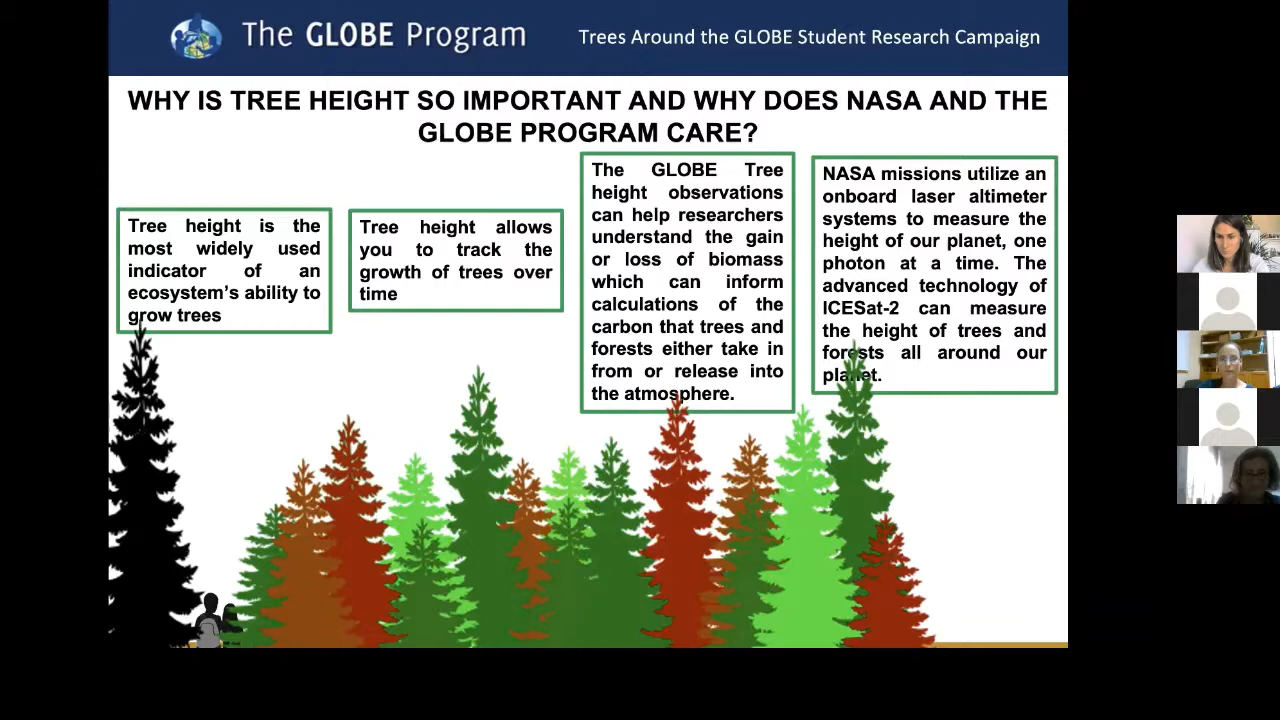 The GLOBE Program
Trees Around the GLOBE Student Research Campaign
WHY IS TREE HEIGHT SO IMPORTANT AND WHY DOES NASA AND THE
GLOBE PROGRAM CARE?
Tree height is the
most widely used
indicator of an
ecosystem's ability to
grow trees
Tree height allows
you to track the
growth of trees over
time
The GLOBE Tree
height observations
can help researchers
understand the gain
or loss of biomass
which can inform
calculations of the
carbon that trees and
forests either take in
from or release into
the atmosphere.
NASA missions utilize an
onboard laser altimeter
systems to measure the
height of our planet, one
photon at a time. The
advanced technology of
ICESat-2 can measure
the height of trees and
forests all around our
planet.